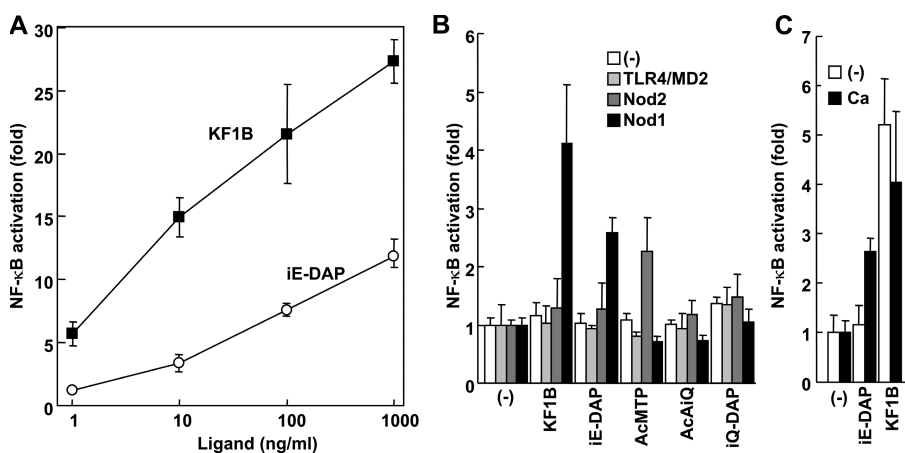 A
NF-κB activation (fold)
30
25
20
15
10
5
0
KF1B
iE-DAP
1
10
100
1000
Ligand (ng/ml)
B
NF-κB activation (fold)
6
5
4
3
2
1
0
(-)
TLR4/MD2
Nod2
Nod1
(-)
KF1B
iE-DAP
AcMTP
AcAiQ
iQ-DAP
C
NF-κB activation (fold)
7
6
5
4
3
2
1
0
(-)
Ca
(-)
iE-DAP
KF1B